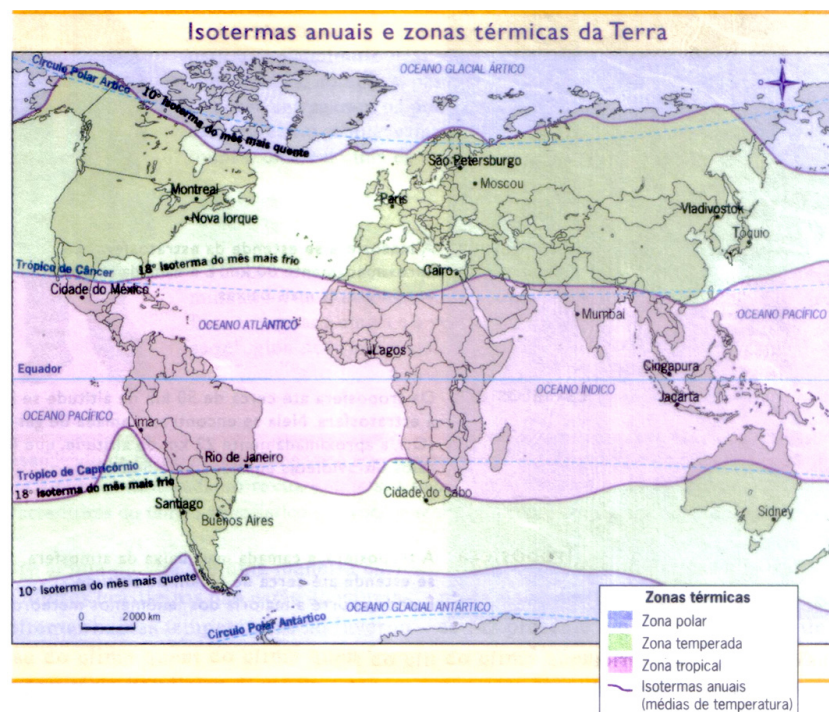 Isotermas anuais e zonas térmicas da Terra
OCEANO GLACIAL ÁRTICO
Círculo Polar Ártico
10° Isoterma do mês mais quente
N
O
L
S
São Petersburgo
Moscou
Montreal
Paris
Nova Iorque
Vladivostok
Tóquio
Trópico de Câncer
18° Isoterma do mês mais frio
Cairo
Cidade do México
Mumbai
OCEANO ATLÂNTICO
OCEANO PACÍFICO
Lagos
Equador
Cingapura
OCEANO ÍNDICO
Jacarta
OCEANO PACÍFICO
Lima
Rio de Janeiro
Trópico de Capricórnio
18° Isoterma do mês mais frio
Cidade do Cabo
Santiago
Buenos Aires
Sidney
10° Isoterma do mês mais quente
OCEANO GLACIAL ANTÁRTICO
0 2000 km
Círculo Polar Antártico
Zonas térmicas
Zona polar
Zona temperada
Zona tropical
Isotermas anuais
(médias de temperatura)